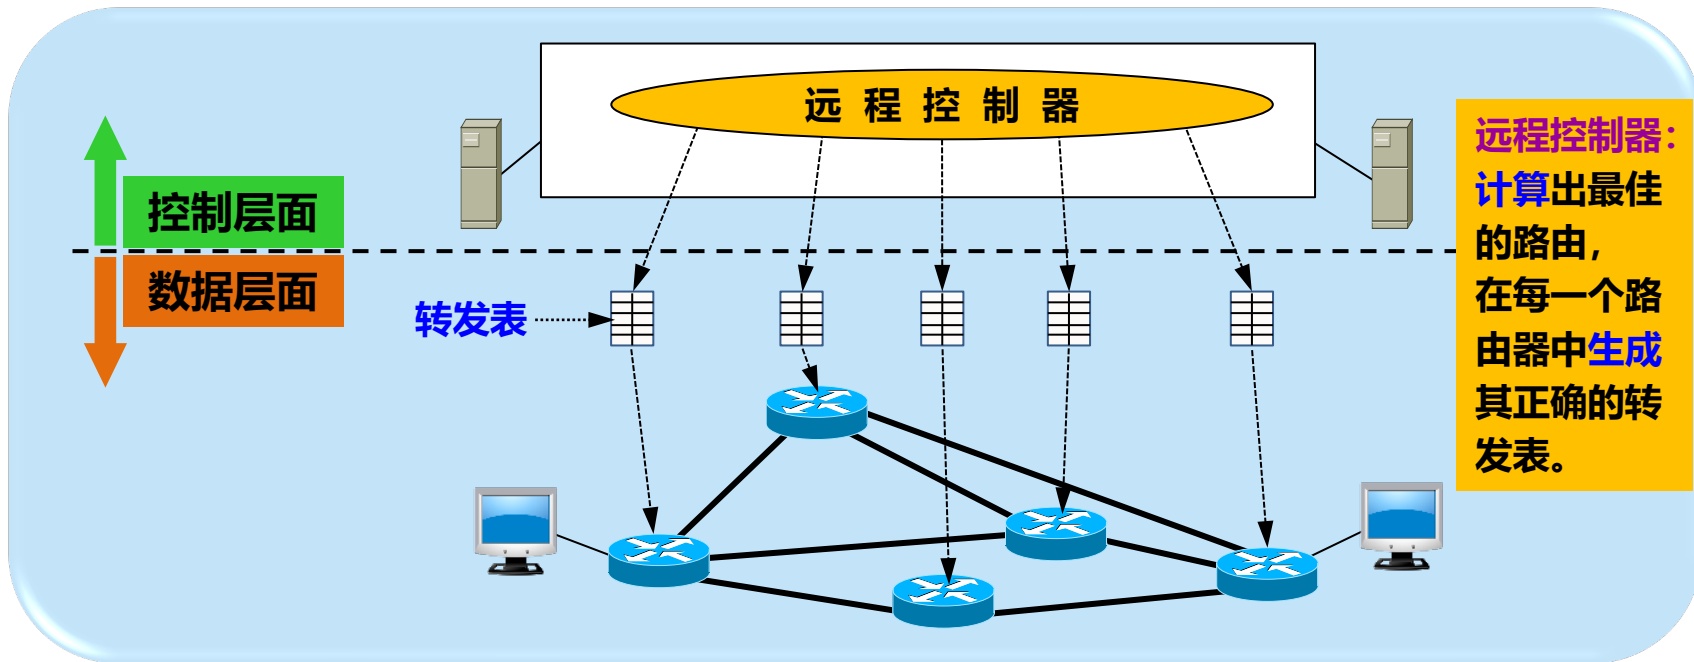 远 程 控 制 器
控制层面
数据层面
转发表
远程控制器：
计算出最佳
的路由，
在每一个路
由器中生成
其正确的转
发表。